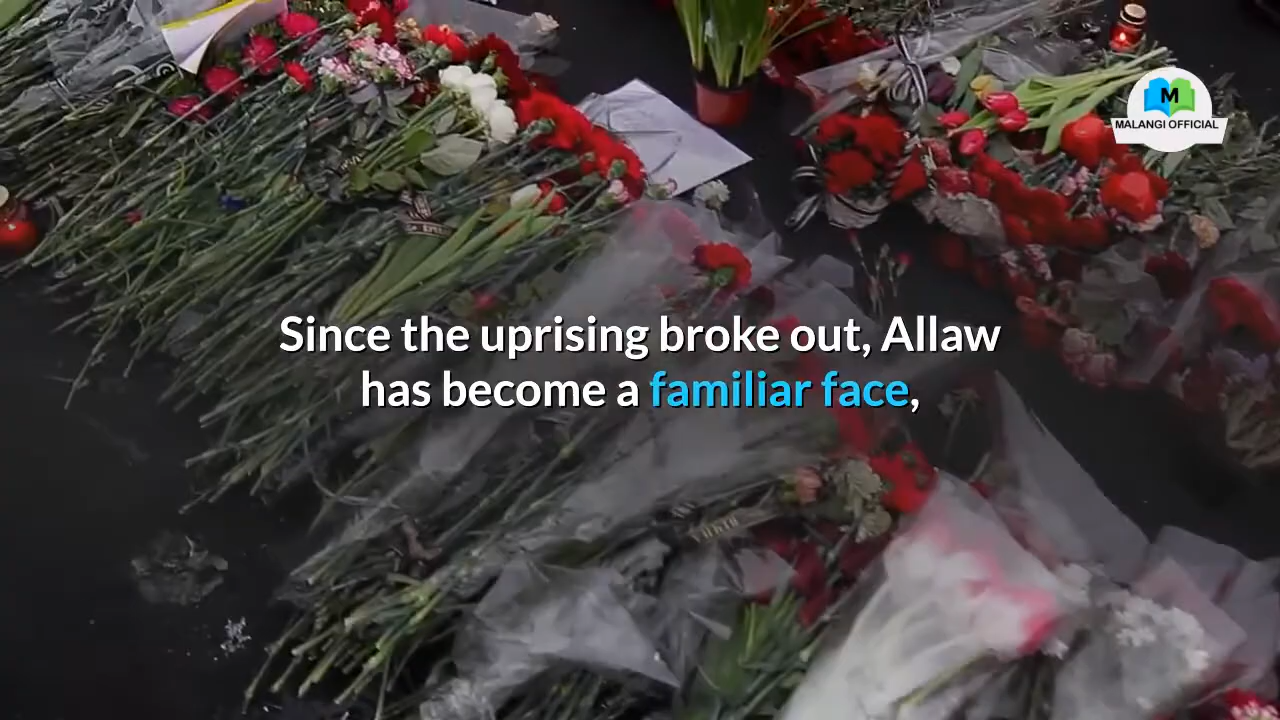 M
MALANGI OFFICIAL
Since the uprising broke out, Allaw
has become a familiar face,